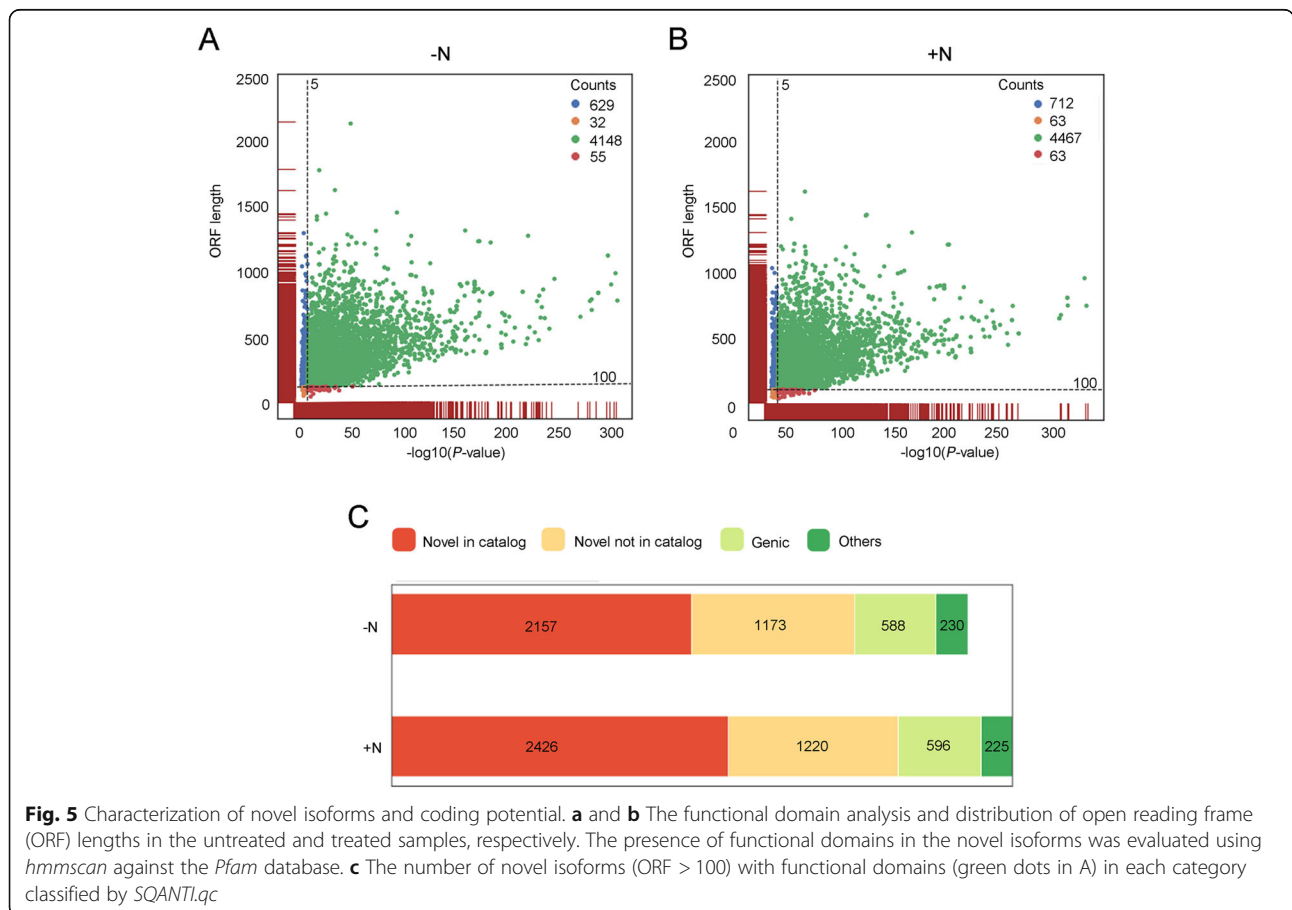 A
-N
2500
2000
1500
1000
500
0
ORF length
5
Counts
629
32
4148
55
100
0 50 100 150 200 250 300
-log10(P-value)
B
+N
2500
2000
1500
1000
500
0
ORF length
5
Counts
712
63
4467
63
100
0 50 100 150 200 250 300
-log10(P-value)
C
Novel in catalog Novel not in catalog Genic Others
-N 2157 1173 588 230
+N 2426 1220 596 225
Fig. 5 Characterization of novel isoforms and coding potential. a and b The functional domain analysis and distribution of open reading frame
(ORF) lengths in the untreated and treated samples, respectively. The presence of functional domains in the novel isoforms was evaluated using
hmmscan against the Pfam database. c The number of novel isoforms (ORF > 100) with functional domains (green dots in A) in each category
classified by SQANTI.qc